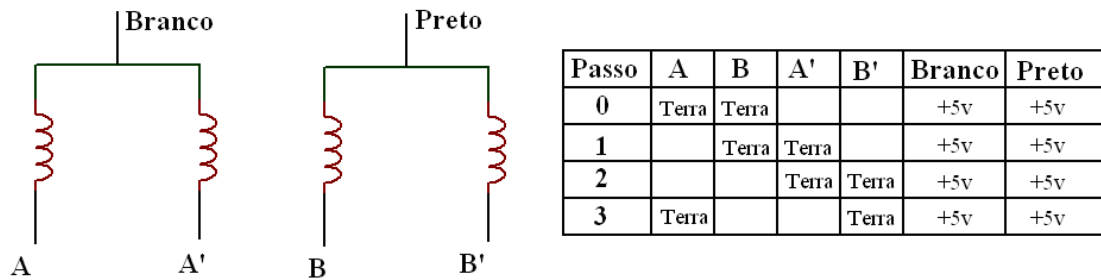 Branco
Preto
A
A'
B
B'
Passo A B A' B' Branco Preto
0 Terra Terra +5v +5v
1 Terra Terra +5v +5v
2 Terra Terra +5v +5v
3 Terra Terra +5v +5v